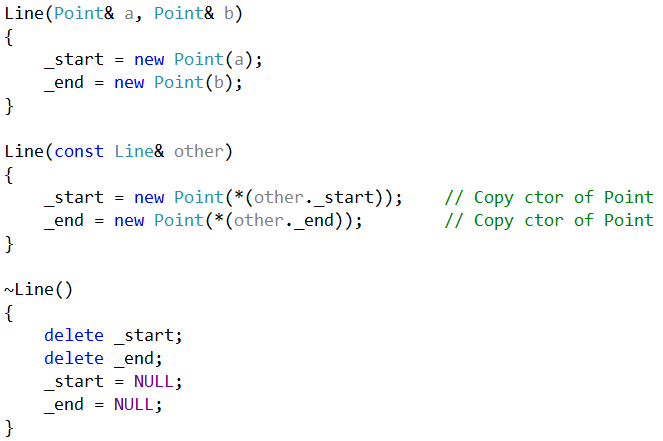 Line(Point& a, Point& b)
{
    _start = new Point(a);
    _end = new Point(b);
}

Line(const Line& other)
{
    _start = new Point(*(other._start));    // Copy ctor of Point
    _end = new Point(*(other._end));        // Copy ctor of Point
}

~Line()
{
    delete _start;
    delete _end;
    _start = NULL;
    _end = NULL;
}